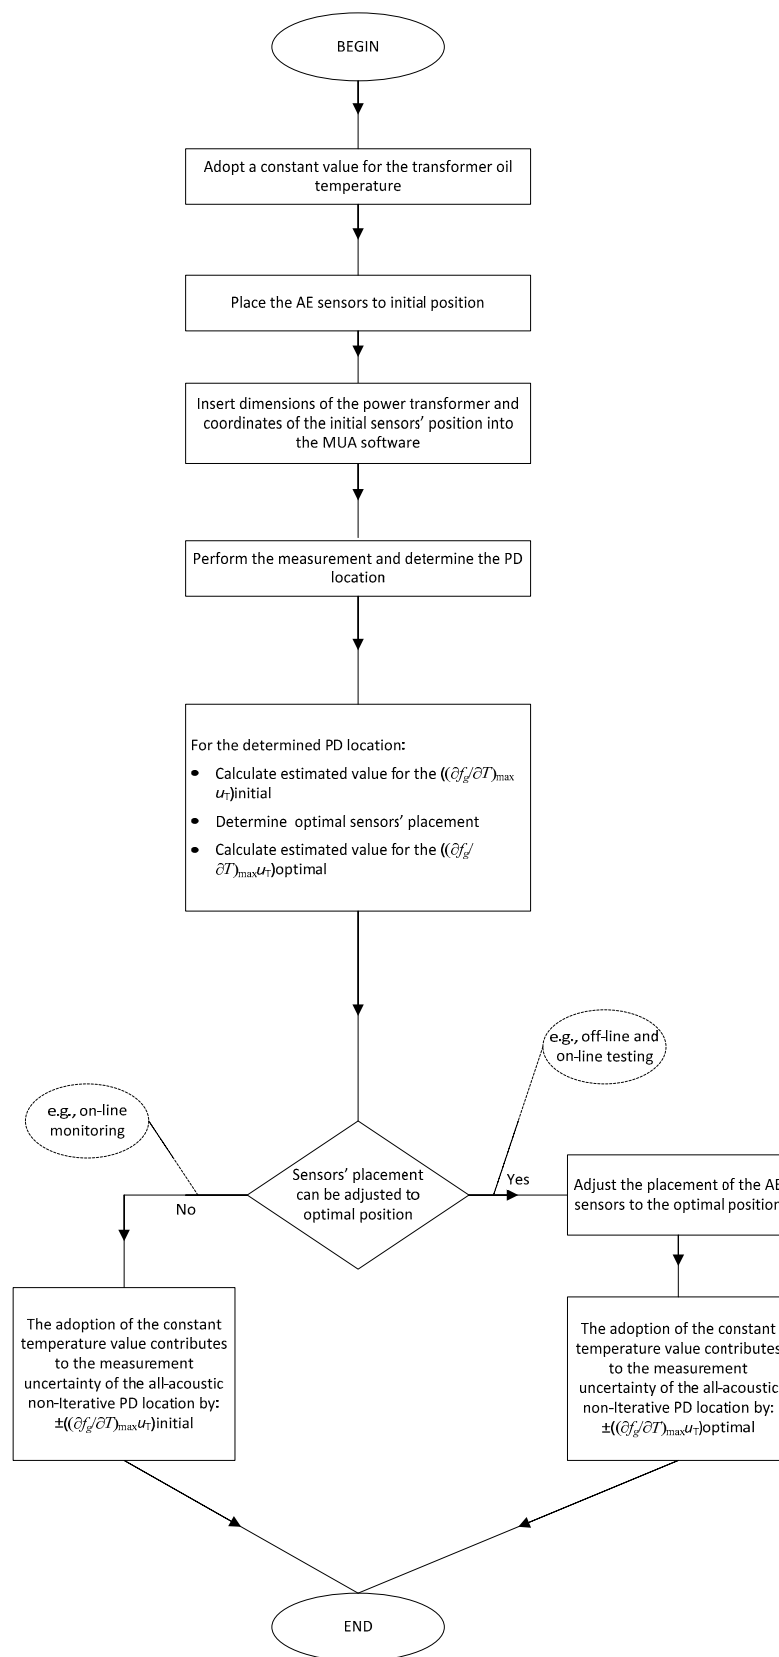 BEGIN
Adopt a constant value for the transformer oil
temperature
Place the AE sensors to initial position
Insert dimensions of the power transformer and
coordinates of the initial sensors' position into
the MUA software
Perform the measurement and determine the PD
location
For the determined PD location:
• Calculate estimated value for the ((∂fg/∂T)max
uT)initial
• Determine optimal sensors' placement
• Calculate estimated value for the ((∂fg/
∂T)maxuT)optimal
e.g., off-line and
on-line testing
e.g., on-line
monitoring
Sensors' placement
can be adjusted to
optimal position
Yes
No
Adjust the placement of the AE
sensors to the optimal position
The adoption of the constant
temperature value contributes
to the measurement
uncertainty of the all-acoustic
non-Iterative PD location by:
±((∂fg/∂T)maxuT)initial
The adoption of the constant
temperature value contributes
to the measurement
uncertainty of the all-acoustic
non-Iterative PD location by:
±((∂fg/∂T)maxuT)optimal
END